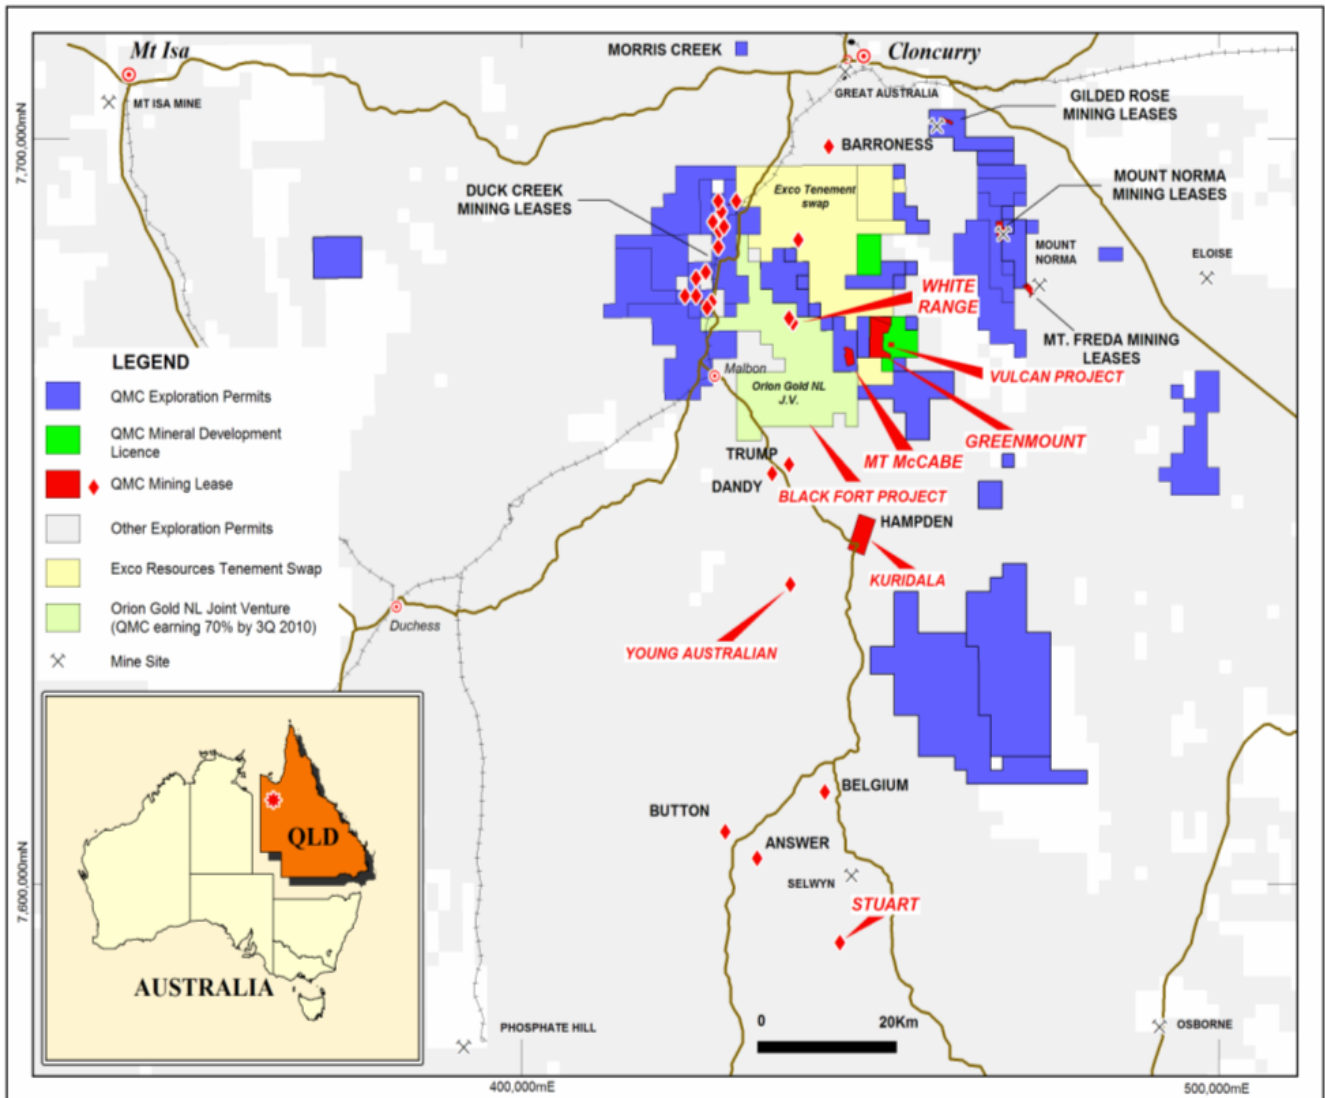 Mt Isa
MORRIS CREEK
Cloncurry
MT ISA MINE
GREAT AUSTRALIA
GILDED ROSE
MINING LEASES
7,700,000mN
BARRONESS
DUCK CREEK
MINING LEASES
Exco Tenement
swap
MOUNT NORMA
MINING LEASES
MOUNT
NORMA
ELOISE
WHITE
RANGE
MT. FREDA MINING
LEASES
VULCAN PROJECT
Malbon
Orion Gold NL
J.V.
GREENMOUNT
MT McCABE
TRUMP
DANDY
BLACK FORT PROJECT
HAMPDEN
KURIDALA
YOUNG AUSTRALIAN
Duchess
LEGEND
QMC Exploration Permits
QMC Mineral Development
Licence
QMC Mining Lease
Other Exploration Permits
Exco Resources Tenement Swap
Orion Gold NL Joint Venture
(QMC earning 70% by 3Q 2010)
Mine Site
QLD
AUSTRALIA
BELGIUM
BUTTON
ANSWER
SELWYN
STUART
7,600,000mN
0 20Km
PHOSPHATE HILL
OSBORNE
400,000mE
500,000mE